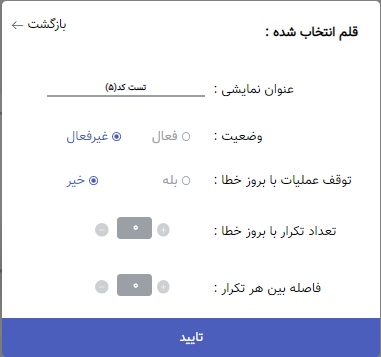 بازگشت ←
قلم انتخاب شده :
عنوان نمایشی : تست کد(۵)
وضعیت : فعال غیرفعال
توقف عملیات با بروز خطا : بله خیر
تعداد تکرار با بروز خطا : + ۰ −
فاصله بین هر تکرار : + ۰ −
تایید